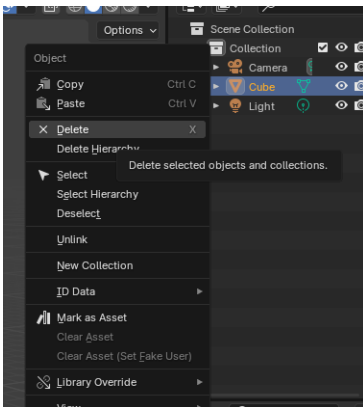 Options
Scene Collection
Collection
Object
Camera
Copy Ctrl C
Cube
Paste Ctrl V
Light
Delete X
Delete Hierarchy
Delete selected objects and collections.
Select
Select Hierarchy
Deselect
Unlink
New Collection
ID Data
Mark as Asset
Clear Asset
Clear Asset (Set Fake User)
Library Override
View